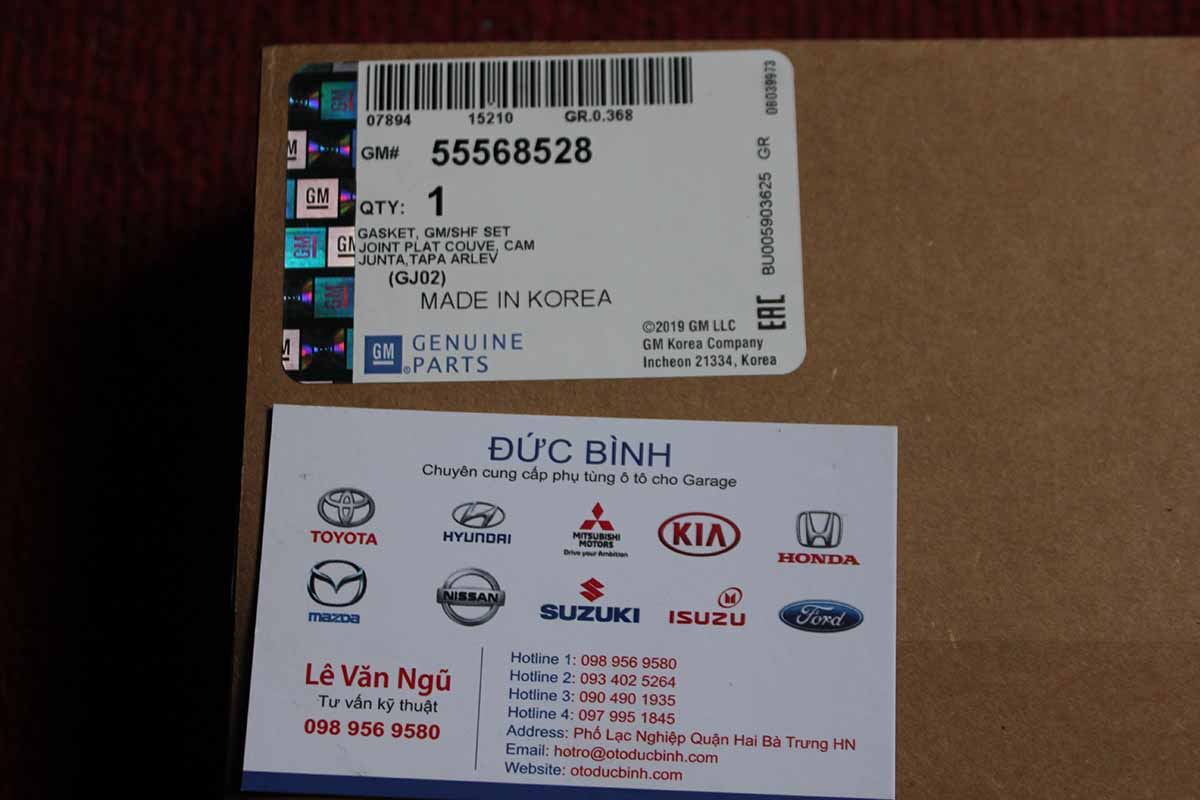 07894 15210 GR.0.368
GM# 55568528
QTY: 1
GASKET, GM/SHF SET
JOINT PLAT COUVE, CAM
JUNTA,TAPA ARLEV
(GJ02)
MADE IN KOREA
GM
GENUINE
PARTS
©2019 GM LLC
GM Korea Company
Incheon 21334, Korea
BU005903625 GR 08039973
EAC
GM
GM
GM
GM
ĐỨC BÌNH
Chuyên cung cấp phụ tùng ô tô cho Garage
TOYOTA
HYUNDAI
MITSUBISHI
MOTORS
Drive your Ambition
KIA
HONDA
mazda
NISSAN
SUZUKI
ISUZU
Ford
Lê Văn Ngũ
Tư vấn kỹ thuật
098 956 9580
Hotline 1: 098 956 9580
Hotline 2: 093 402 5264
Hotline 3: 090 490 1935
Hotline 4: 097 995 1845
Address: Phố Lạc Nghiệp Quận Hai Bà Trưng HN
Email: hotro@otoducbinh.com
Website: otoducbinh.com